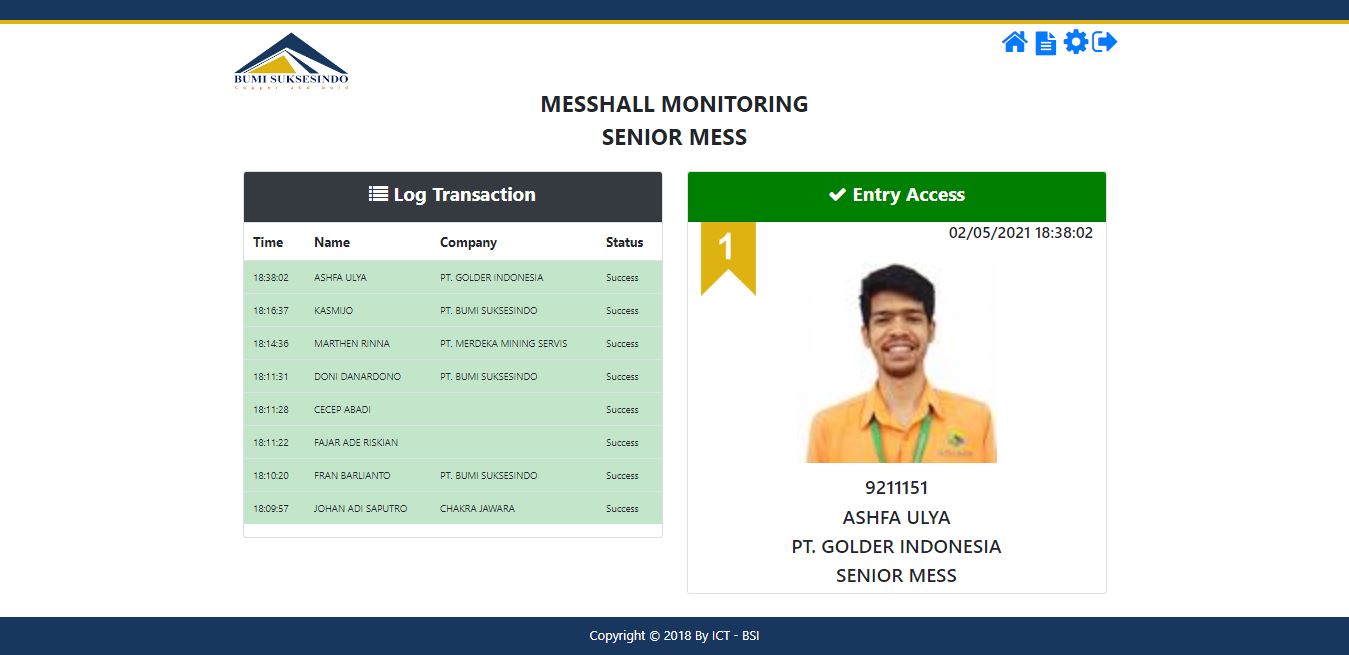 BUMI SUKSESINDO
Copper and Gold
MESSHALL MONITORING
SENIOR MESS
Log Transaction
Time Name Company Status
18:38:02 ASHFA ULYA PT. GOLDER INDONESIA Success
18:16:37 KASMIJO PT. BUMI SUKSESINDO Success
18:14:36 MARTHEN RINNA PT. MERDEKA MINING SERVIS Success
18:11:31 DONI DANARDONO PT. BUMI SUKSESINDO Success
18:11:28 CECEP ABADI Success
18:11:22 FAJAR ADE RISKIAN Success
18:10:20 FRAN BARLIANTO PT. BUMI SUKSESINDO Success
18:09:57 JOHAN ADI SAPUTRO CHAKRA JAWARA Success
Entry Access
1
02/05/2021 18:38:02
9211151
ASHFA ULYA
PT. GOLDER INDONESIA
SENIOR MESS
Copyright © 2018 By ICT - BSI